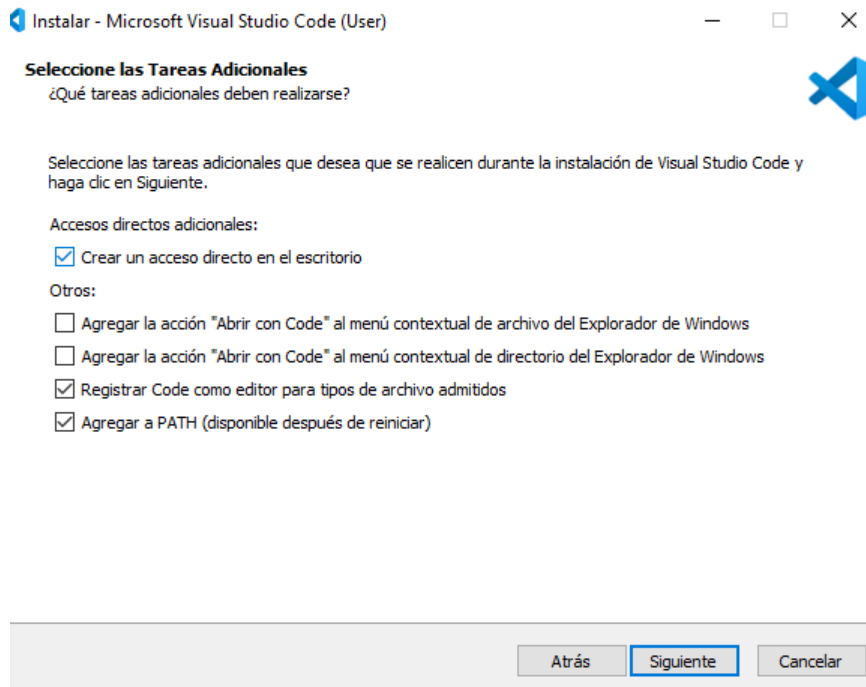 Instalar - Microsoft Visual Studio Code (User)
Seleccione las Tareas Adicionales
¿Qué tareas adicionales deben realizarse?
Seleccione las tareas adicionales que desea que se realicen durante la instalación de Visual Studio Code y
haga clic en Siguiente.
Accesos directos adicionales:
Crear un acceso directo en el escritorio
Otros:
Agregar la acción "Abrir con Code" al menú contextual de archivo del Explorador de Windows
Agregar la acción "Abrir con Code" al menú contextual de directorio del Explorador de Windows
Registrar Code como editor para tipos de archivo admitidos
Agregar a PATH (disponible después de reiniciar)
Atrás Siguiente Cancelar